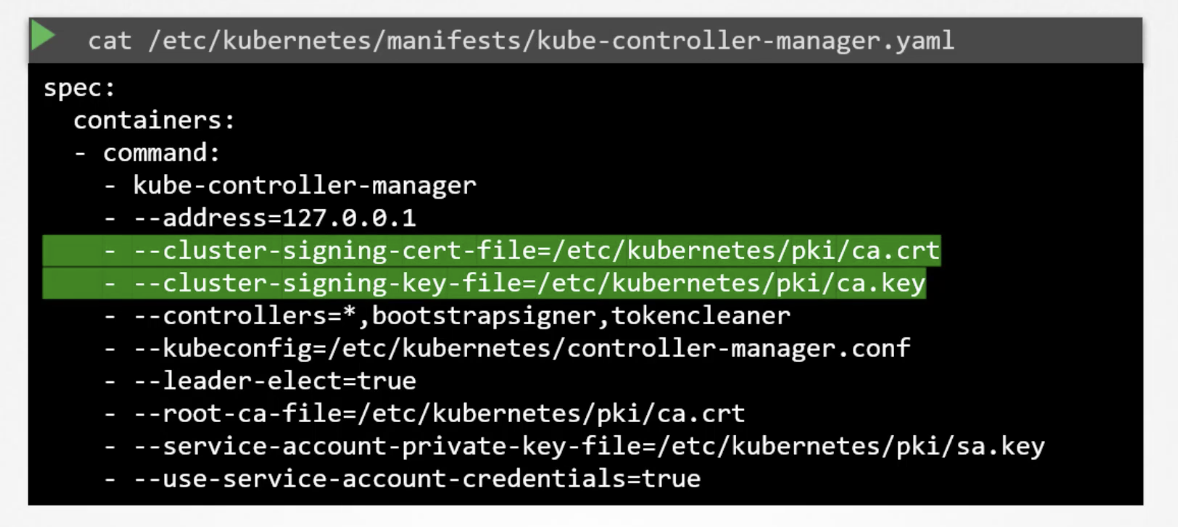 cat /etc/kubernetes/manifests/kube-controller-manager.yaml
spec:
  containers:
  - command:
    - kube-controller-manager
    - --address=127.0.0.1
    - --cluster-signing-cert-file=/etc/kubernetes/pki/ca.crt
    - --cluster-signing-key-file=/etc/kubernetes/pki/ca.key
    - --controllers=*,bootstrapsigner,tokencleaner
    - --kubeconfig=/etc/kubernetes/controller-manager.conf
    - --leader-elect=true
    - --root-ca-file=/etc/kubernetes/pki/ca.crt
    - --service-account-private-key-file=/etc/kubernetes/pki/sa.key
    - --use-service-account-credentials=true